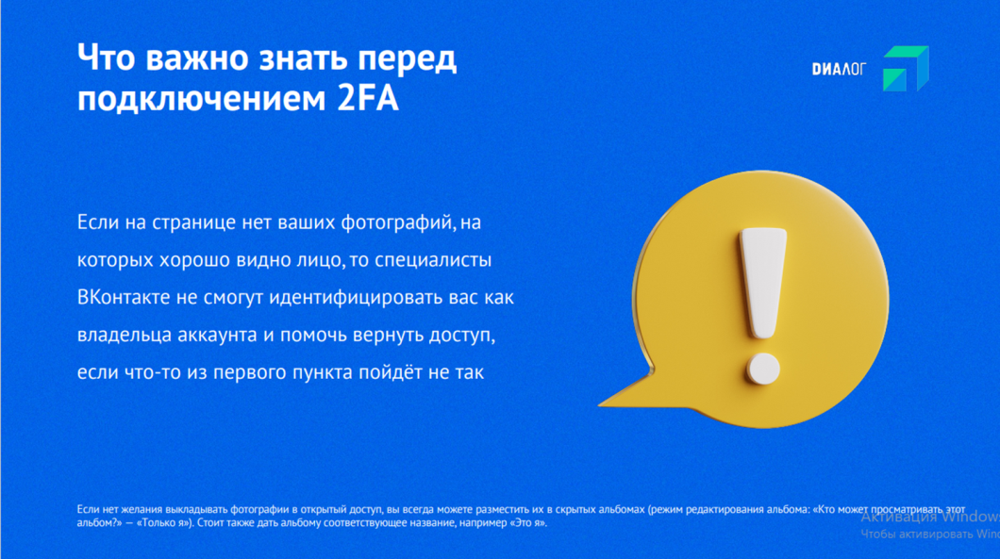 Что важно знать перед
подключением 2FA
DИАЛОГ
Если на странице нет ваших фотографий, на
которых хорошо видно лицо, то специалисты
ВКонтакте не смогут идентифицировать вас как
владельца аккаунта и помочь вернуть доступ,
если что-то из первого пункта пойдёт не так
Если нет желания выкладывать фотографии в открытый доступ, вы всегда можете разместить их в скрытых альбомах (режим редактирования альбома: «Кто может просматривать этот
альбом?» — «Только я»). Стоит также дать альбому соответствующее название, например «Это я».
Активация Windows
Чтобы активировать Win